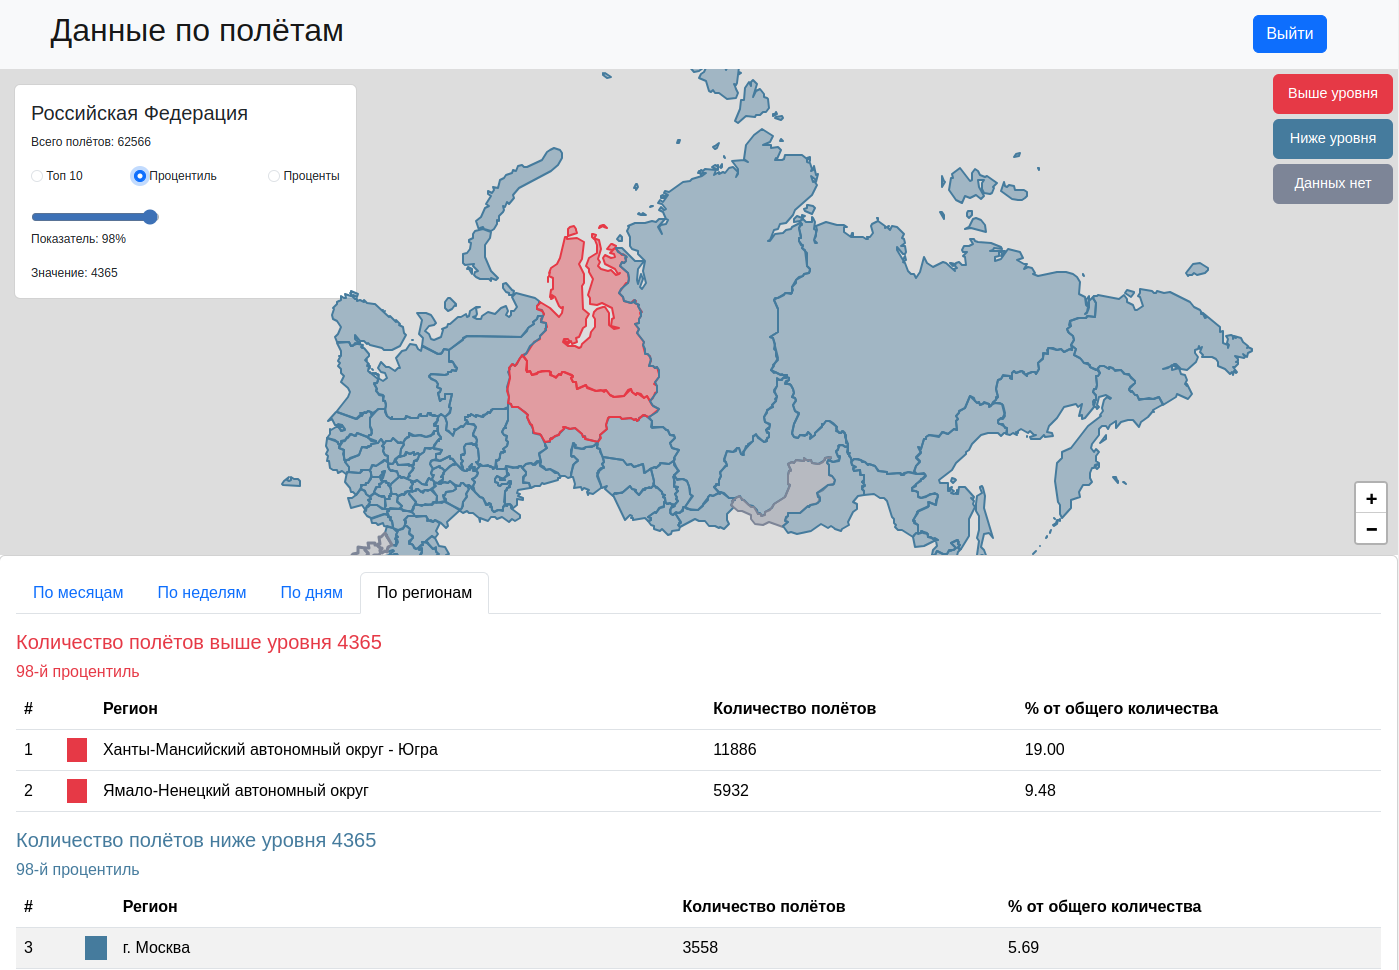 Данные по полётам
Выйти
Российская Федерация
Всего полётов: 62566
Топ 10 Процентиль Проценты
Показатель: 98%
Значение: 4365
Выше уровня
Ниже уровня
Данных нет
+
−
По месяцам По неделям По дням По регионам
Количество полётов выше уровня 4365
98-й процентиль
# Регион Количество полётов % от общего количества
1 Ханты-Мансийский автономный округ - Югра 11886 19.00
2 Ямало-Ненецкий автономный округ 5932 9.48
Количество полётов ниже уровня 4365
98-й процентиль
# Регион Количество полётов % от общего количества
3 г. Москва 3558 5.69